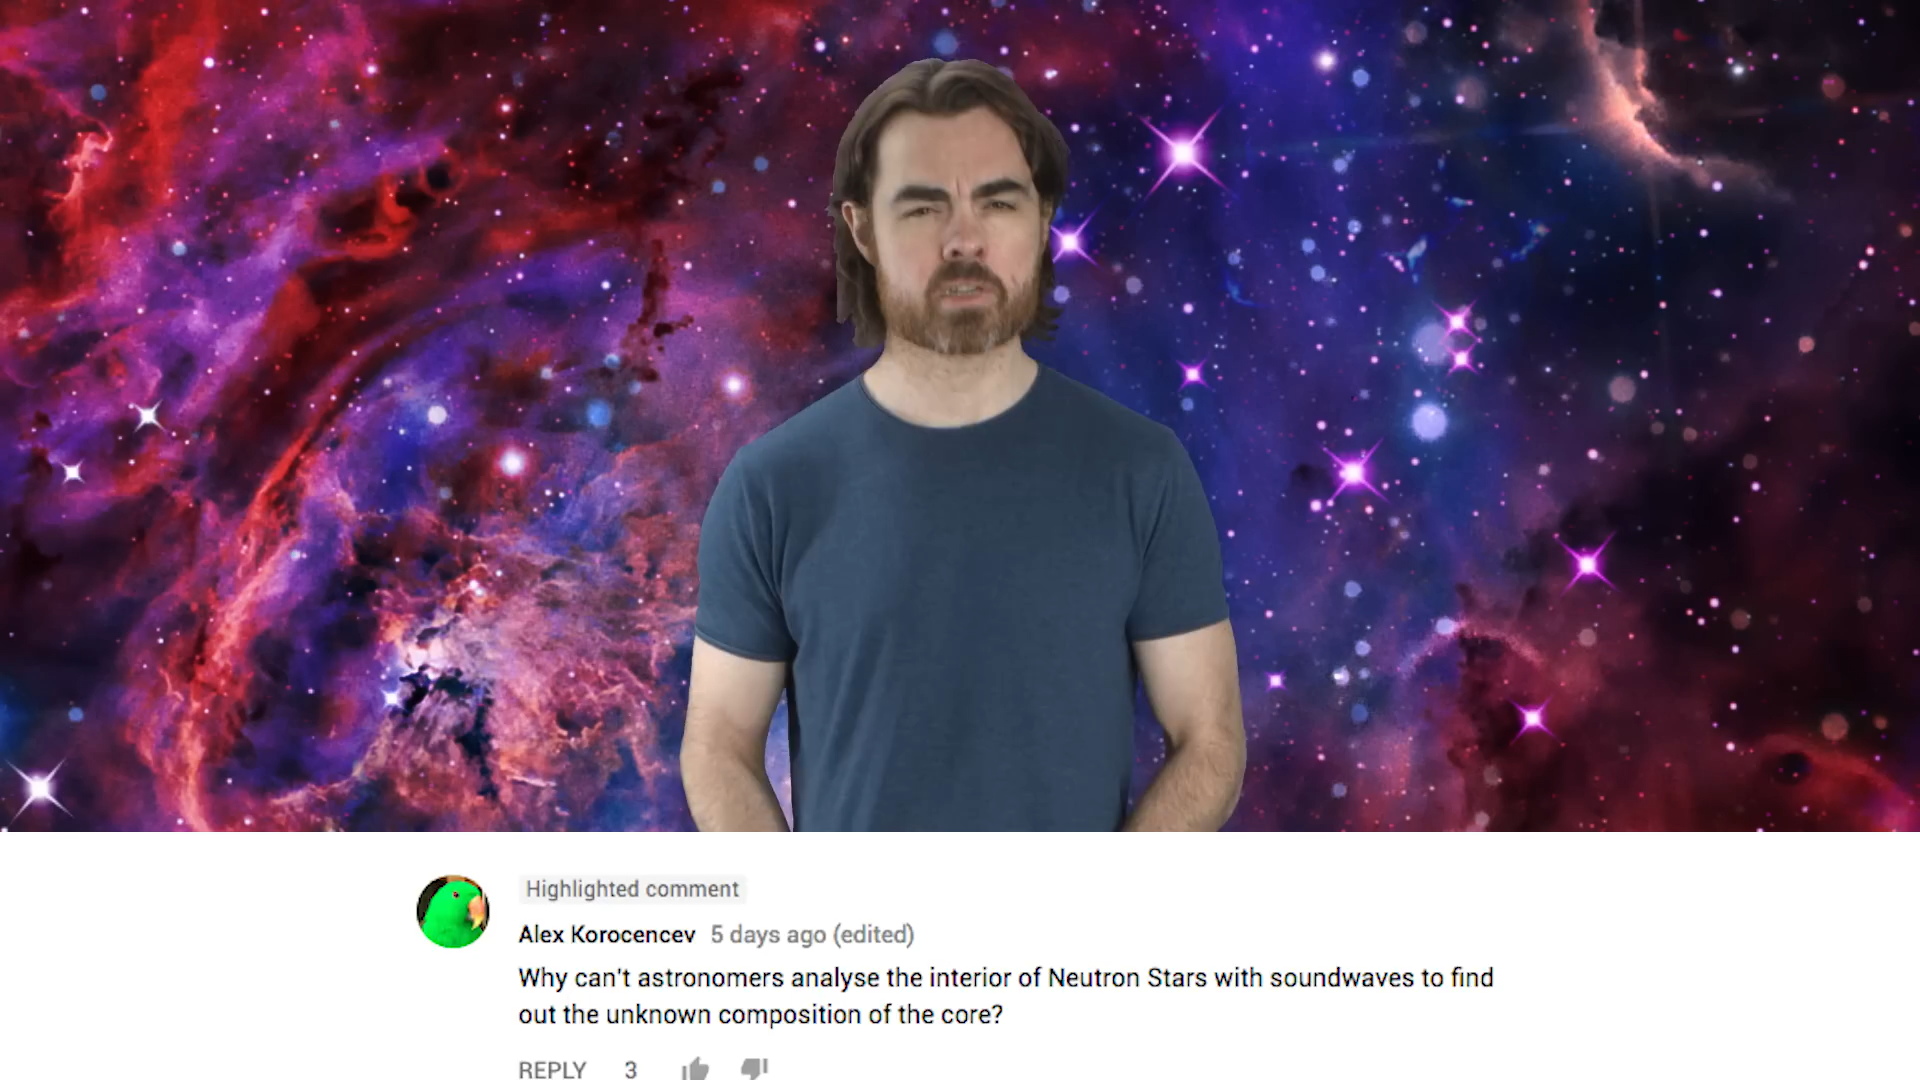 Highlighted comment
Alex Korocencev 5 days ago (edited)
Why can't astronomers analyse the interior of Neutron Stars with soundwaves to find
out the unknown composition of the core?
REPLY 3